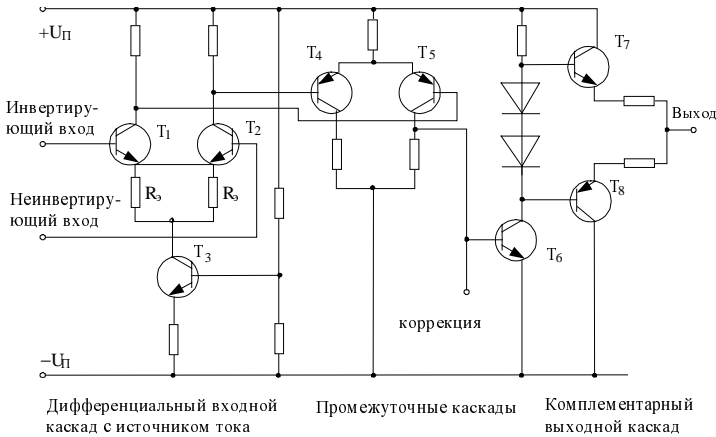 +UП
T4
T5
T7
Инвертирую-
ющий вход
T1
T2
Выход
Неинвертиру-
ющий вход
Rэ
Rэ
T8
T3
T6
коррекция
−UП
Дифференциальный входной
каскад с источником тока
Промежуточные каскады
Комплементарный
выходной каскад